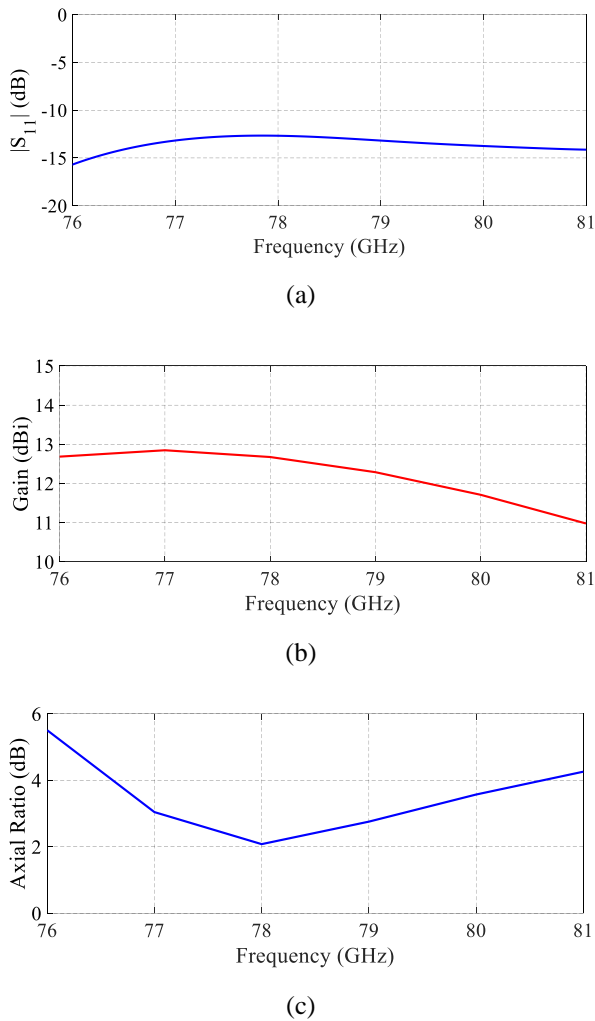 0
-5
-10
-15
-20
|S11| (dB)
76 77 78 79 80 81
Frequency (GHz)
(a)
15
14
13
12
11
10
Gain (dBi)
76 77 78 79 80 81
Frequency (GHz)
(b)
6
4
2
0
Axial Ratio (dB)
76 77 78 79 80 81
Frequency (GHz)
(c)